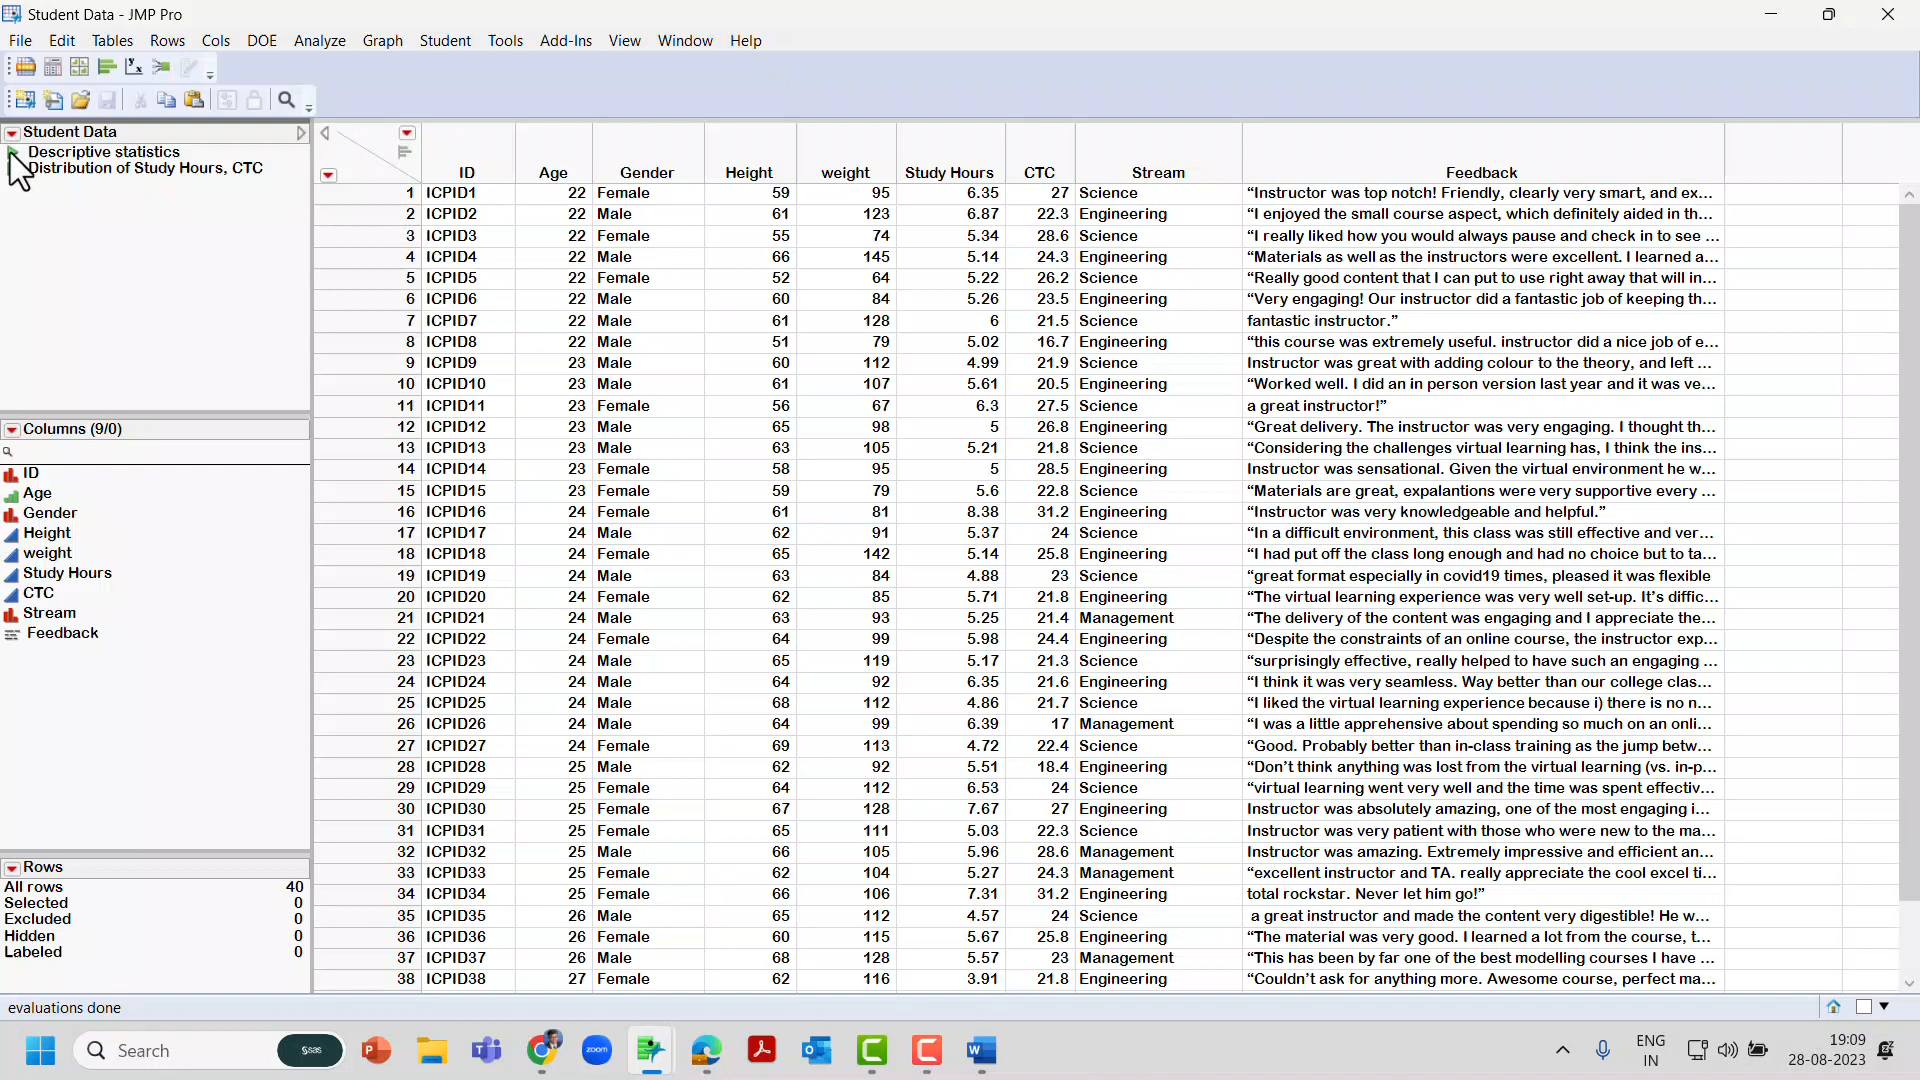 Student Data - JMP Pro
File Edit Tables Rows Cols DOE Analyze Graph Student Tools Add-Ins View Window Help
Student Data
Descriptive statistics
Distribution of Study Hours, CTC
Columns (9/0)
ID
Age
Gender
Height
weight
Study Hours
CTC
Stream
Feedback
Rows
All rows 40
Selected 0
Excluded 0
Hidden 0
Labeled 0
ID Age Gender Height weight Study Hours CTC Stream Feedback
1 ICPID1 22 Female 59 95 6.35 27 Science “Instructor was top notch! Friendly, clearly very smart, and ex...
2 ICPID2 22 Male 61 123 6.87 22.3 Engineering “I enjoyed the small course aspect, which definitely aided in th...
3 ICPID3 22 Female 55 74 5.34 28.6 Science “I really liked how you would always pause and check in to see ...
4 ICPID4 22 Male 66 145 5.14 24.3 Engineering “Materials as well as the instructors were excellent. I learned a...
5 ICPID5 22 Female 52 64 5.22 26.2 Science “Really good content that I can put to use right away that will in...
6 ICPID6 22 Male 60 84 5.26 23.5 Engineering “Very engaging! Our instructor did a fantastic job of keeping th...
7 ICPID7 22 Male 61 128 6 21.5 Science fantastic instructor.”
8 ICPID8 22 Male 51 79 5.02 16.7 Engineering “this course was extremely useful. instructor did a nice job of e...
9 ICPID9 23 Male 60 112 4.99 21.9 Science Instructor was great with adding colour to the theory, and left ...
10 ICPID10 23 Male 61 107 5.61 20.5 Engineering “Worked well. I did an in person version last year and it was ve...
11 ICPID11 23 Female 56 67 6.3 27.5 Science a great instructor!”
12 ICPID12 23 Male 65 98 5 26.8 Engineering “Great delivery. The instructor was very engaging. I thought th...
13 ICPID13 23 Male 63 105 5.21 21.8 Science “Considering the challenges virtual learning has, I think the ins...
14 ICPID14 23 Female 58 95 5 28.5 Engineering Instructor was sensational. Given the virtual environment he w...
15 ICPID15 23 Female 59 79 5.6 22.8 Science “Materials are great, expalantions were very supportive every ...
16 ICPID16 24 Female 61 81 8.38 31.2 Engineering “Instructor was very knowledgeable and helpful.”
17 ICPID17 24 Male 62 91 5.37 24 Science “In a difficult environment, this class was still effective and ver...
18 ICPID18 24 Female 65 142 5.14 25.8 Engineering “I had put off the class long enough and had no choice but to ta...
19 ICPID19 24 Male 63 84 4.88 23 Science “great format especially in covid19 times, pleased it was flexible
20 ICPID20 24 Female 62 85 5.71 21.8 Engineering “The virtual learning experience was very well set-up. It’s diffic...
21 ICPID21 24 Male 63 93 5.25 21.4 Management “The delivery of the content was engaging and I appreciate the...
22 ICPID22 24 Female 64 99 5.98 24.4 Engineering “Despite the constraints of an online course, the instructor exp...
23 ICPID23 24 Male 65 119 5.17 21.3 Science “surprisingly effective, really helped to have such an engaging ...
24 ICPID24 24 Male 64 92 6.35 21.6 Engineering “I think it was very seamless. Way better than our college clas...
25 ICPID25 24 Male 68 112 4.86 21.7 Science “I liked the virtual learning experience because i) there is no n...
26 ICPID26 24 Male 64 99 6.39 17 Management “I was a little apprehensive about spending so much on an onli...
27 ICPID27 24 Female 69 113 4.72 22.4 Science “Good. Probably better than in-class training as the jump betw...
28 ICPID28 25 Male 62 92 5.51 18.4 Engineering “Don’t think anything was lost from the virtual learning (vs. in-p...
29 ICPID29 25 Female 64 112 6.53 24 Science “virtual learning went very well and the time was spent effectiv...
30 ICPID30 25 Female 67 128 7.67 27 Engineering Instructor was absolutely amazing, one of the most engaging i...
31 ICPID31 25 Female 65 111 5.03 22.3 Science Instructor was very patient with those who were new to the ma...
32 ICPID32 25 Male 66 105 5.96 28.6 Management Instructor was amazing. Extremely impressive and efficient an...
33 ICPID33 25 Female 62 104 5.27 24.3 Management “excellent instructor and TA. really appreciate the cool excel ti...
34 ICPID34 25 Female 66 106 7.31 31.2 Engineering total rockstar. Never let him go!”
35 ICPID35 26 Male 65 112 4.57 24 Science a great instructor and made the content very digestible! He w...
36 ICPID36 26 Female 60 115 5.67 25.8 Engineering “The material was very good. I learned a lot from the course, t...
37 ICPID37 26 Male 68 128 5.57 23 Management “This has been by far one of the best modelling courses I have ...
38 ICPID38 27 Female 62 116 3.91 21.8 Engineering “Couldn’t ask for anything more. Awesome course, perfect ma...
evaluations done
Search
sas
zoom
ENG
IN
19:09
28-08-2023